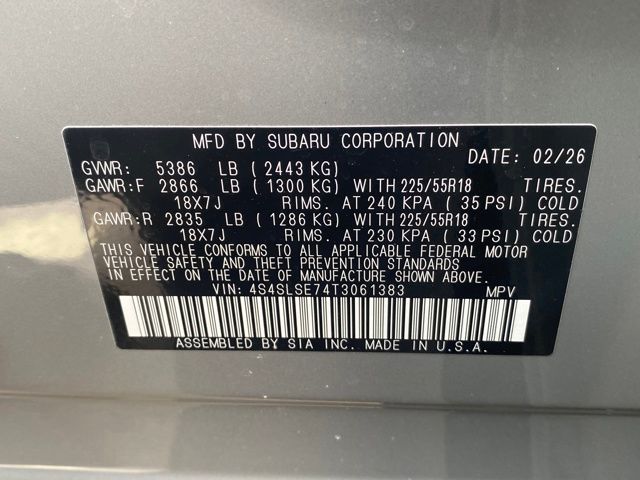 MFD BY SUBARU CORPORATION
DATE: 02/26
GVWR: 5386 LB ( 2443 KG)
GAWR:F 2866 LB ( 1300 KG) WITH 225/55R18 TIRES.
18X7J RIMS. AT 240 KPA ( 35 PSI) COLD
GAWR:R 2835 LB ( 1286 KG) WITH 225/55R18 TIRES.
18X7J RIMS. AT 230 KPA ( 33 PSI) COLD
THIS VEHICLE CONFORMS TO ALL APPLICABLE FEDERAL MOTOR
VEHICLE SAFETY AND THEFT PREVENTION STANDARDS
IN EFFECT ON THE DATE OF MANUFACTURE SHOWN ABOVE.
VIN: 4S4SLSE74T3061383 MPV
ASSEMBLED BY SIA INC. MADE IN U.S.A.